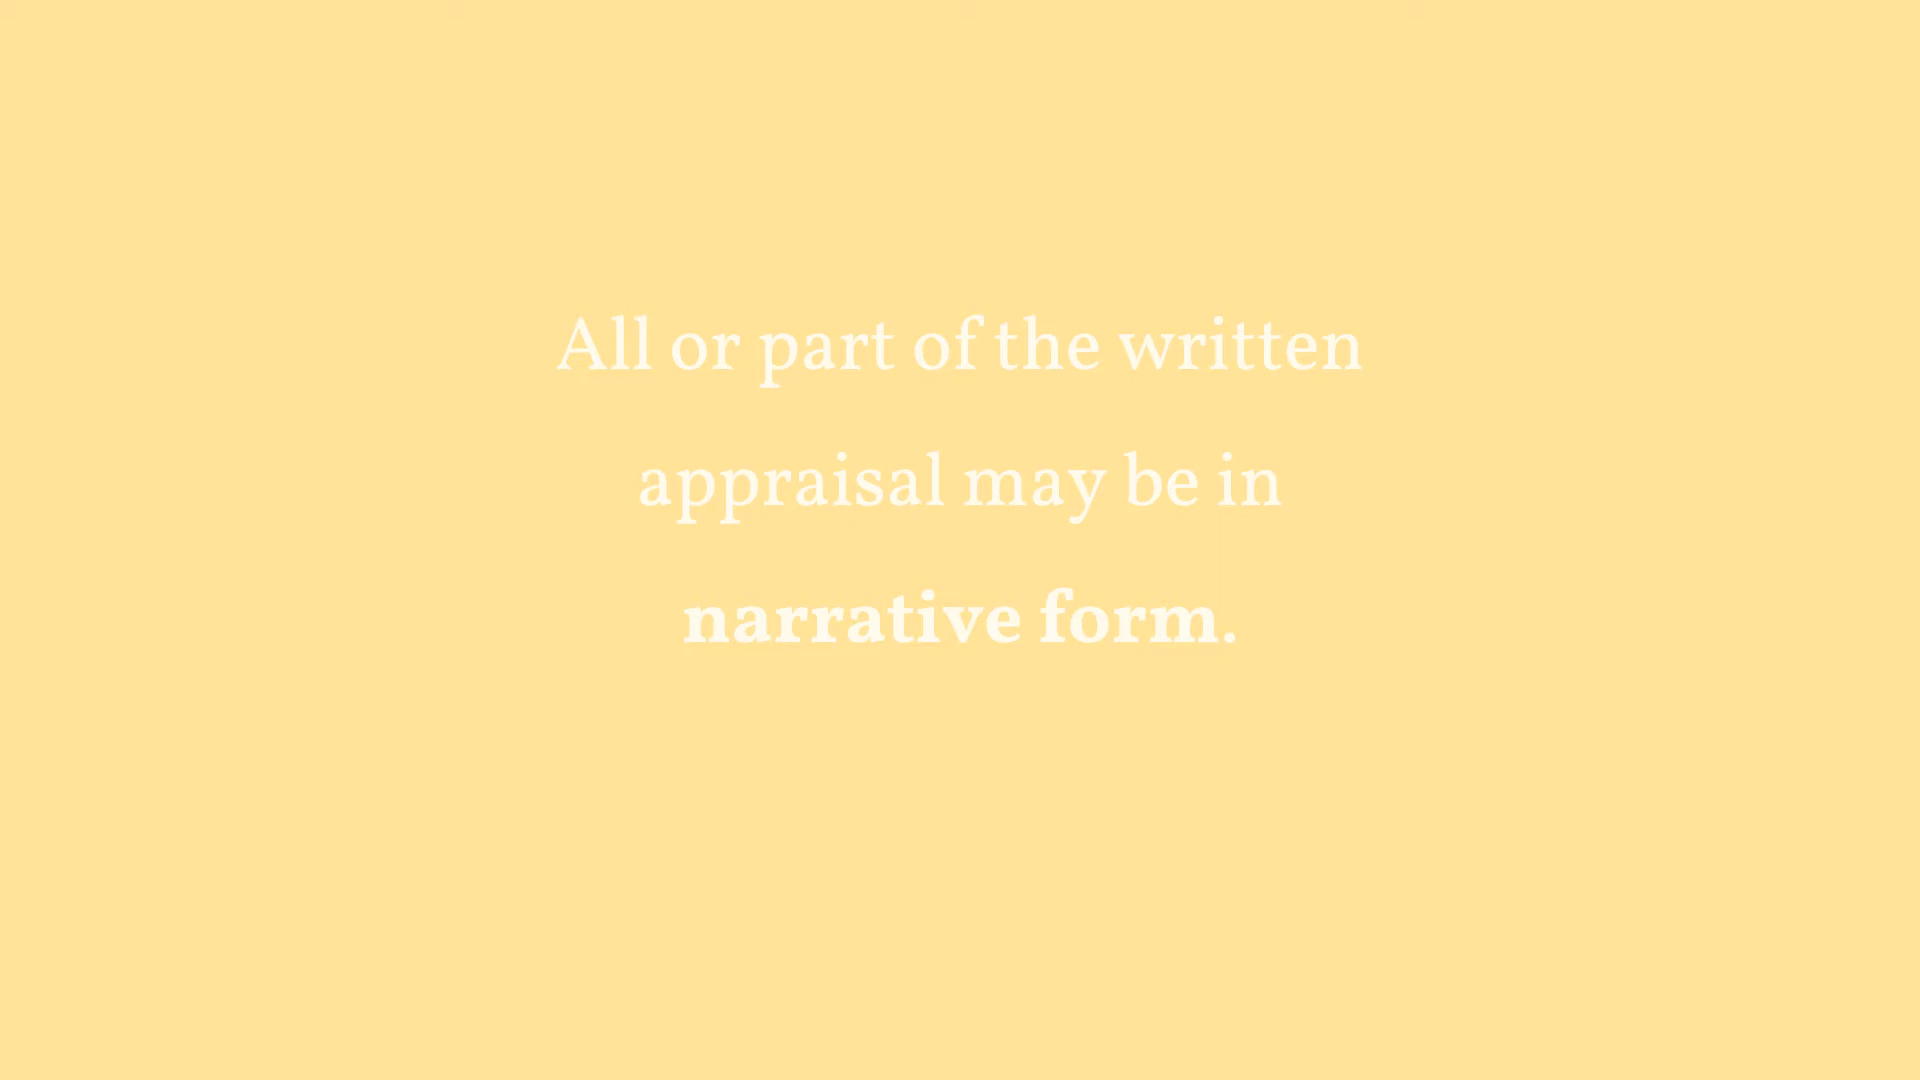 All or part of the written
appraisal may be in
narrative form.